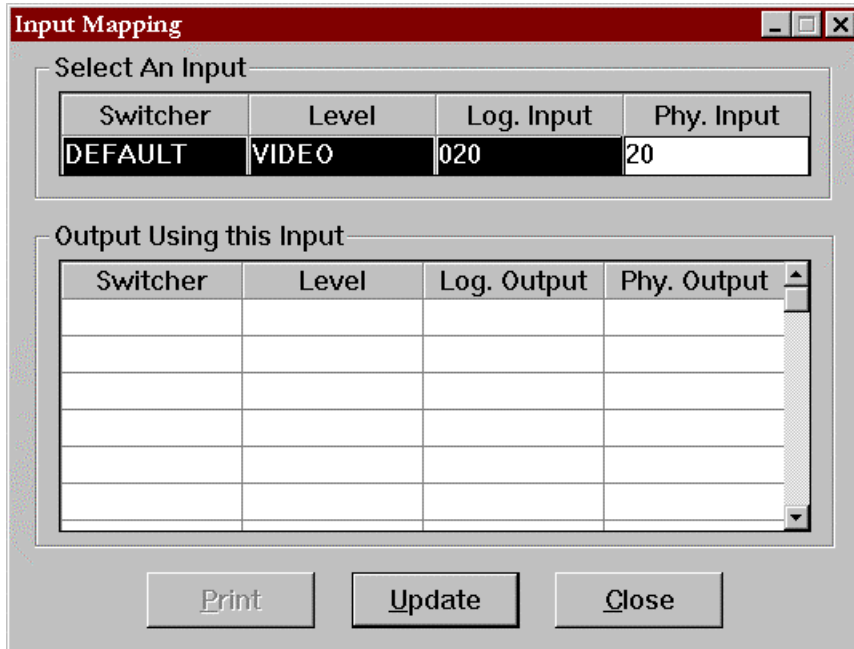 Input Mapping
Select An Input
Switcher Level Log. Input Phy. Input
DEFAULT VIDEO 020 20
Output Using this Input
Switcher Level Log. Output Phy. Output
Print Update Close